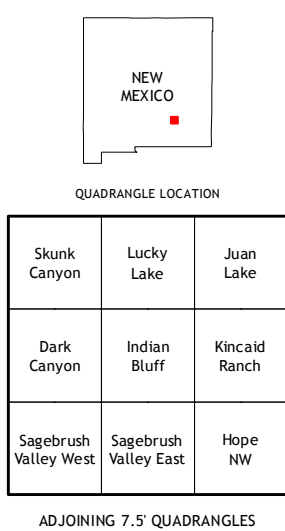 NEW
MEXICO
QUADRANGLE LOCATION
Skunk
Canyon
Lucky
Lake
Juan
Lake
Dark
Canyon
Indian
Bluff
Kincaid
Ranch
Sagebrush
Valley West
Sagebrush
Valley East
Hope
NW
ADJOINING 7.5' QUADRANGLES